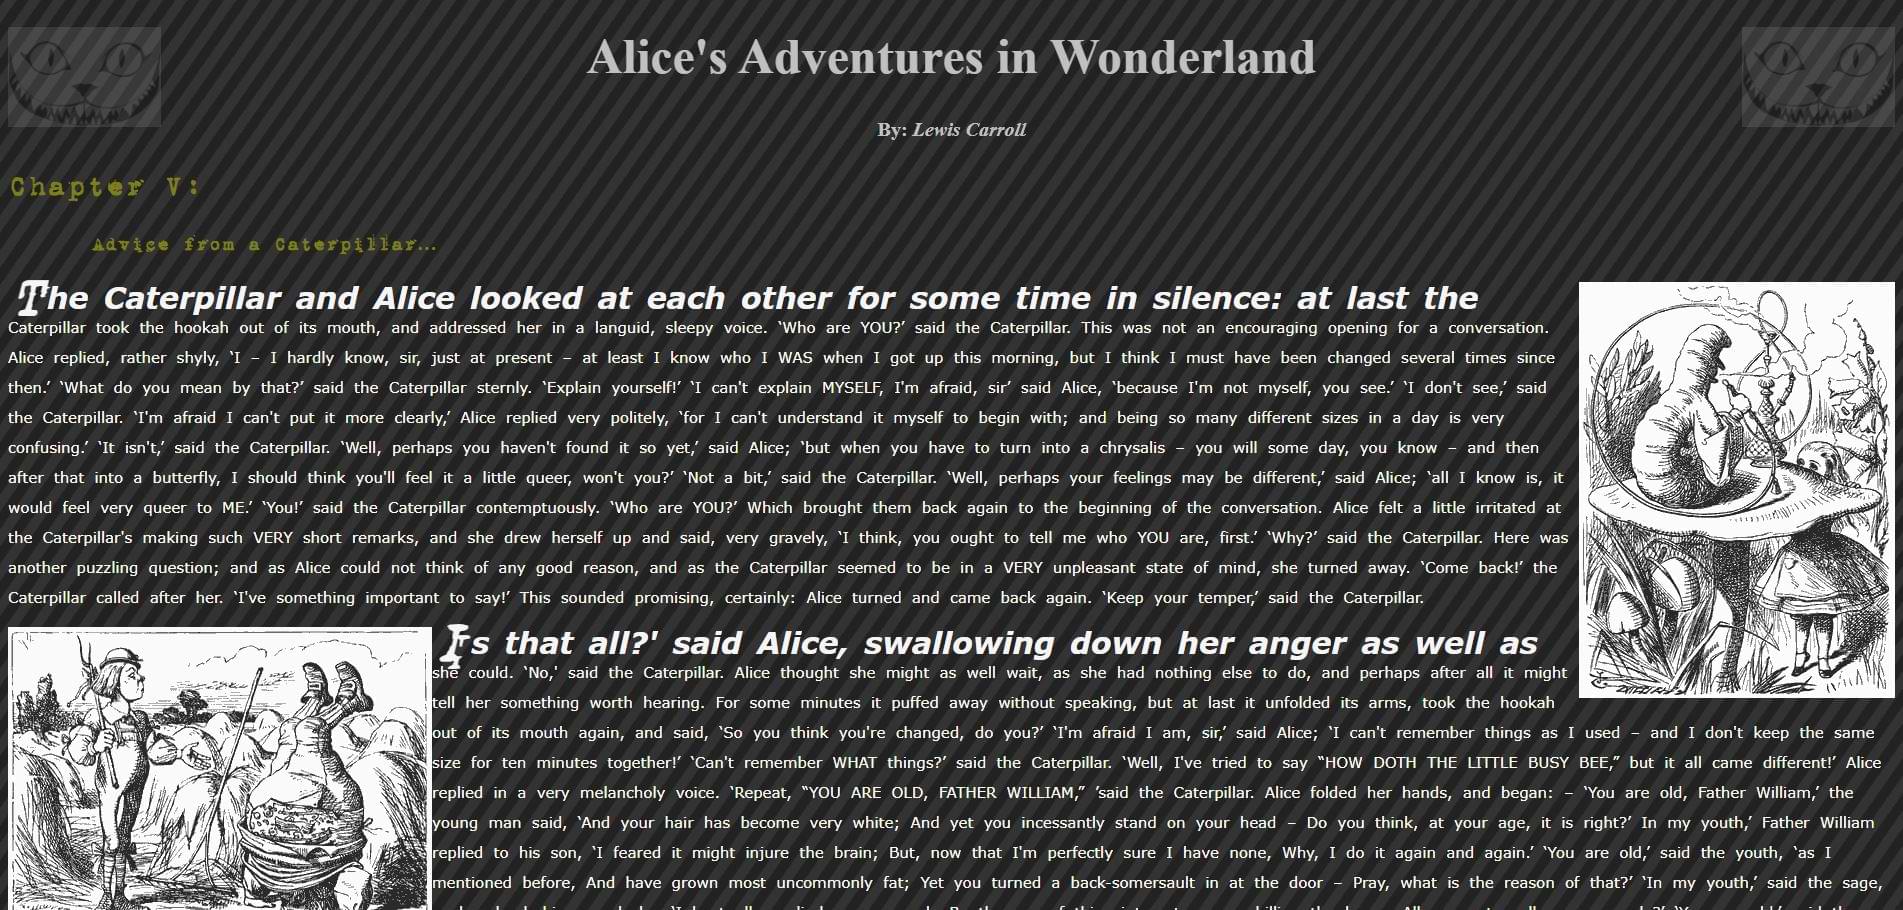 Alice's Adventures in Wonderland
By: Lewis Carroll
Chapter V:
Advice from a Caterpillar...
The Caterpillar and Alice looked at each other for some time in silence: at last the
Caterpillar took the hookah out of its mouth, and addressed her in a languid, sleepy voice. ‘Who are YOU?’ said the Caterpillar. This was not an encouraging opening for a conversation.
Alice replied, rather shyly, ‘I – I hardly know, sir, just at present – at least I know who I WAS when I got up this morning, but I think I must have been changed several times since
then.’ ‘What do you mean by that?’ said the Caterpillar sternly. ‘Explain yourself!’ ‘I can't explain MYSELF, I'm afraid, sir’ said Alice, ‘because I'm not myself, you see.’ ‘I don't see,’ said
the Caterpillar. ‘I'm afraid I can't put it more clearly,’ Alice replied very politely, ‘for I can't understand it myself to begin with; and being so many different sizes in a day is very
confusing.’ ‘It isn't,’ said the Caterpillar. ‘Well, perhaps you haven't found it so yet,’ said Alice; ‘but when you have to turn into a chrysalis – you will some day, you know – and then
after that into a butterfly, I should think you'll feel it a little queer, won't you?’ ‘Not a bit,’ said the Caterpillar. ‘Well, perhaps your feelings may be different,’ said Alice; ‘all I know is, it
would feel very queer to ME.’ ‘You!’ said the Caterpillar contemptuously. ‘Who are YOU?’ Which brought them back again to the beginning of the conversation. Alice felt a little irritated at
the Caterpillar's making such VERY short remarks, and she drew herself up and said, very gravely, ‘I think, you ought to tell me who YOU are, first.’ ‘Why?’ said the Caterpillar. Here was
another puzzling question; and as Alice could not think of any good reason, and as the Caterpillar seemed to be in a VERY unpleasant state of mind, she turned away. ‘Come back!’ the
Caterpillar called after her. ‘I've something important to say!’ This sounded promising, certainly: Alice turned and came back again. ‘Keep your temper,’ said the Caterpillar.
'Is that all?' said Alice, swallowing down her anger as well as
she could. ‘No,' said the Caterpillar. Alice thought she might as well wait, as she had nothing else to do, and perhaps after all it might
tell her something worth hearing. For some minutes it puffed away without speaking, but at last it unfolded its arms, took the hookah
out of its mouth again, and said, ‘So you think you're changed, do you?’ ‘I'm afraid I am, sir,’ said Alice; ‘I can't remember things as I used – and I don't keep the same
size for ten minutes together!’ ‘Can't remember WHAT things?’ said the Caterpillar. ‘Well, I've tried to say “HOW DOTH THE LITTLE BUSY BEE,” but it all came different!’ Alice
replied in a very melancholy voice. ‘Repeat, “YOU ARE OLD, FATHER WILLIAM,” ’said the Caterpillar. Alice folded her hands, and began: – ‘You are old, Father William,’ the
young man said, ‘And your hair has become very white; And yet you incessantly stand on your head – Do you think, at your age, it is right?’ In my youth,’ Father William
replied to his son, ‘I feared it might injure the brain; But, now that I'm perfectly sure I have none, Why, I do it again and again.’ ‘You are old,’ said the youth, ‘as I
mentioned before, And have grown most uncommonly fat; Yet you turned a back-somersault in at the door – Pray, what is the reason of that?’ ‘In my youth,’ said the sage,